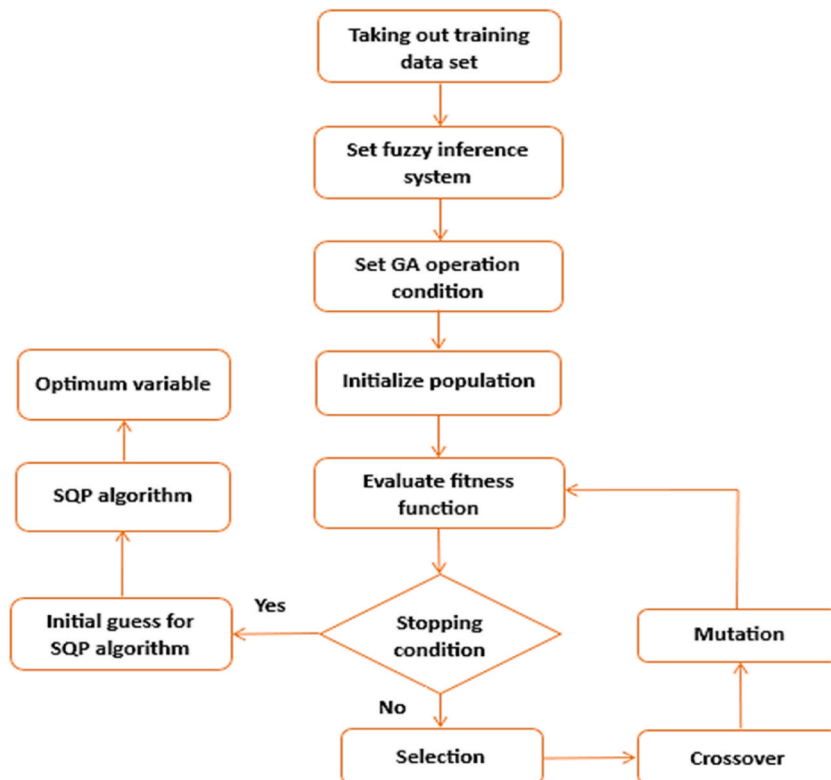 Taking out training
data set
Set fuzzy inference
system
Set GA operation
condition
Initialize population
Optimum variable
Evaluate fitness
function
SQP algorithm
Yes
Initial guess for
SQP algorithm
Stopping
condition
Mutation
No
Selection
Crossover